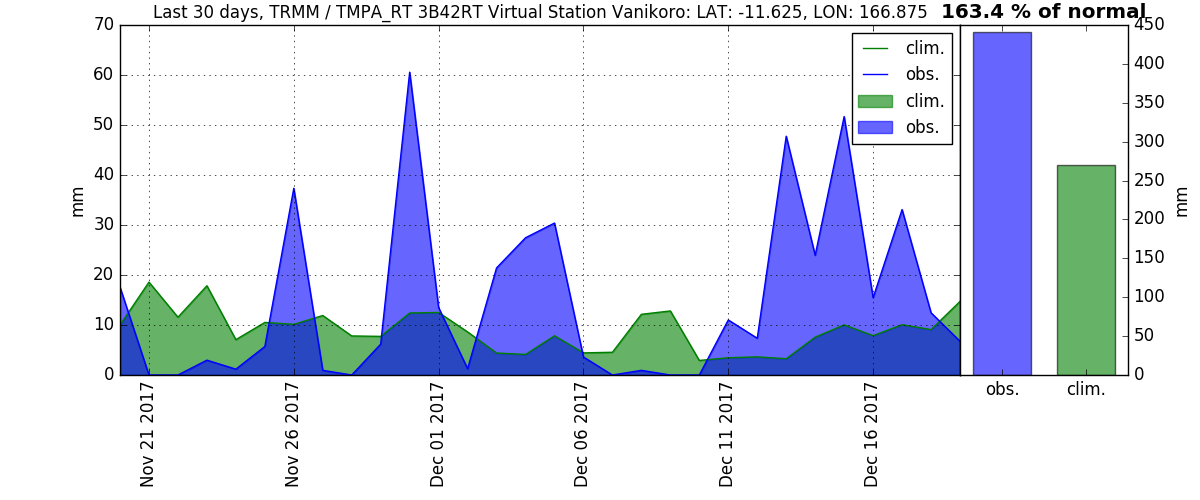 Last 30 days, TRMM / TMPA_RT 3B42RT Virtual Station Vanikoro: LAT: -11.625, LON: 166.875
163.4 % of normal
70
60
50
40
30
20
10
0
mm
clim.
obs.
clim.
obs.
Nov 21 2017
Nov 26 2017
Dec 01 2017
Dec 06 2017
Dec 11 2017
Dec 16 2017
450
400
350
300
250
200
150
100
50
0
mm
obs.
clim.